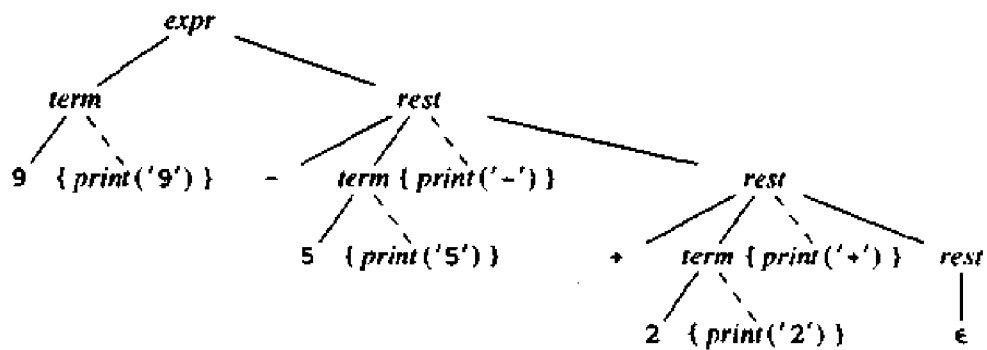 expr
term rest
9 { print('9') } - term { print('-') } rest
5 { print('5') } + term { print('+') } rest
2 { print('2') } ϵ